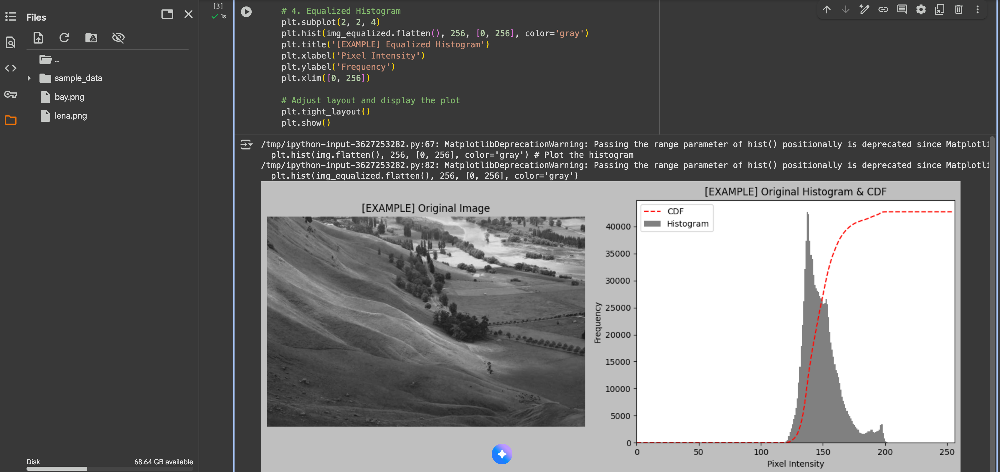 Files
..
sample_data
bay.png
lena.png
Disk
68.64 GB available
[3]
1s
# 4. Equalized Histogram
plt.subplot(2, 2, 4)
plt.hist(img_equalized.flatten(), 256, [0, 256], color='gray')
plt.title('[EXAMPLE] Equalized Histogram')
plt.xlabel('Pixel Intensity')
plt.ylabel('Frequency')
plt.xlim([0, 256])
# Adjust layout and display the plot
plt.tight_layout()
plt.show()
/tmp/ipython-input-3627253282.py:67: MatplotlibDeprecationWarning: Passing the range parameter of hist() positionally is deprecated since Matplotli
plt.hist(img.flatten(), 256, [0, 256], color='gray') # Plot the histogram
/tmp/ipython-input-3627253282.py:82: MatplotlibDeprecationWarning: Passing the range parameter of hist() positionally is deprecated since Matplotli
plt.hist(img_equalized.flatten(), 256, [0, 256], color='gray')
[EXAMPLE] Original Image
[EXAMPLE] Original Histogram & CDF
CDF
Histogram
Frequency
40000
35000
30000
25000
20000
15000
10000
5000
0
0 50 100 150 200 250
Pixel Intensity